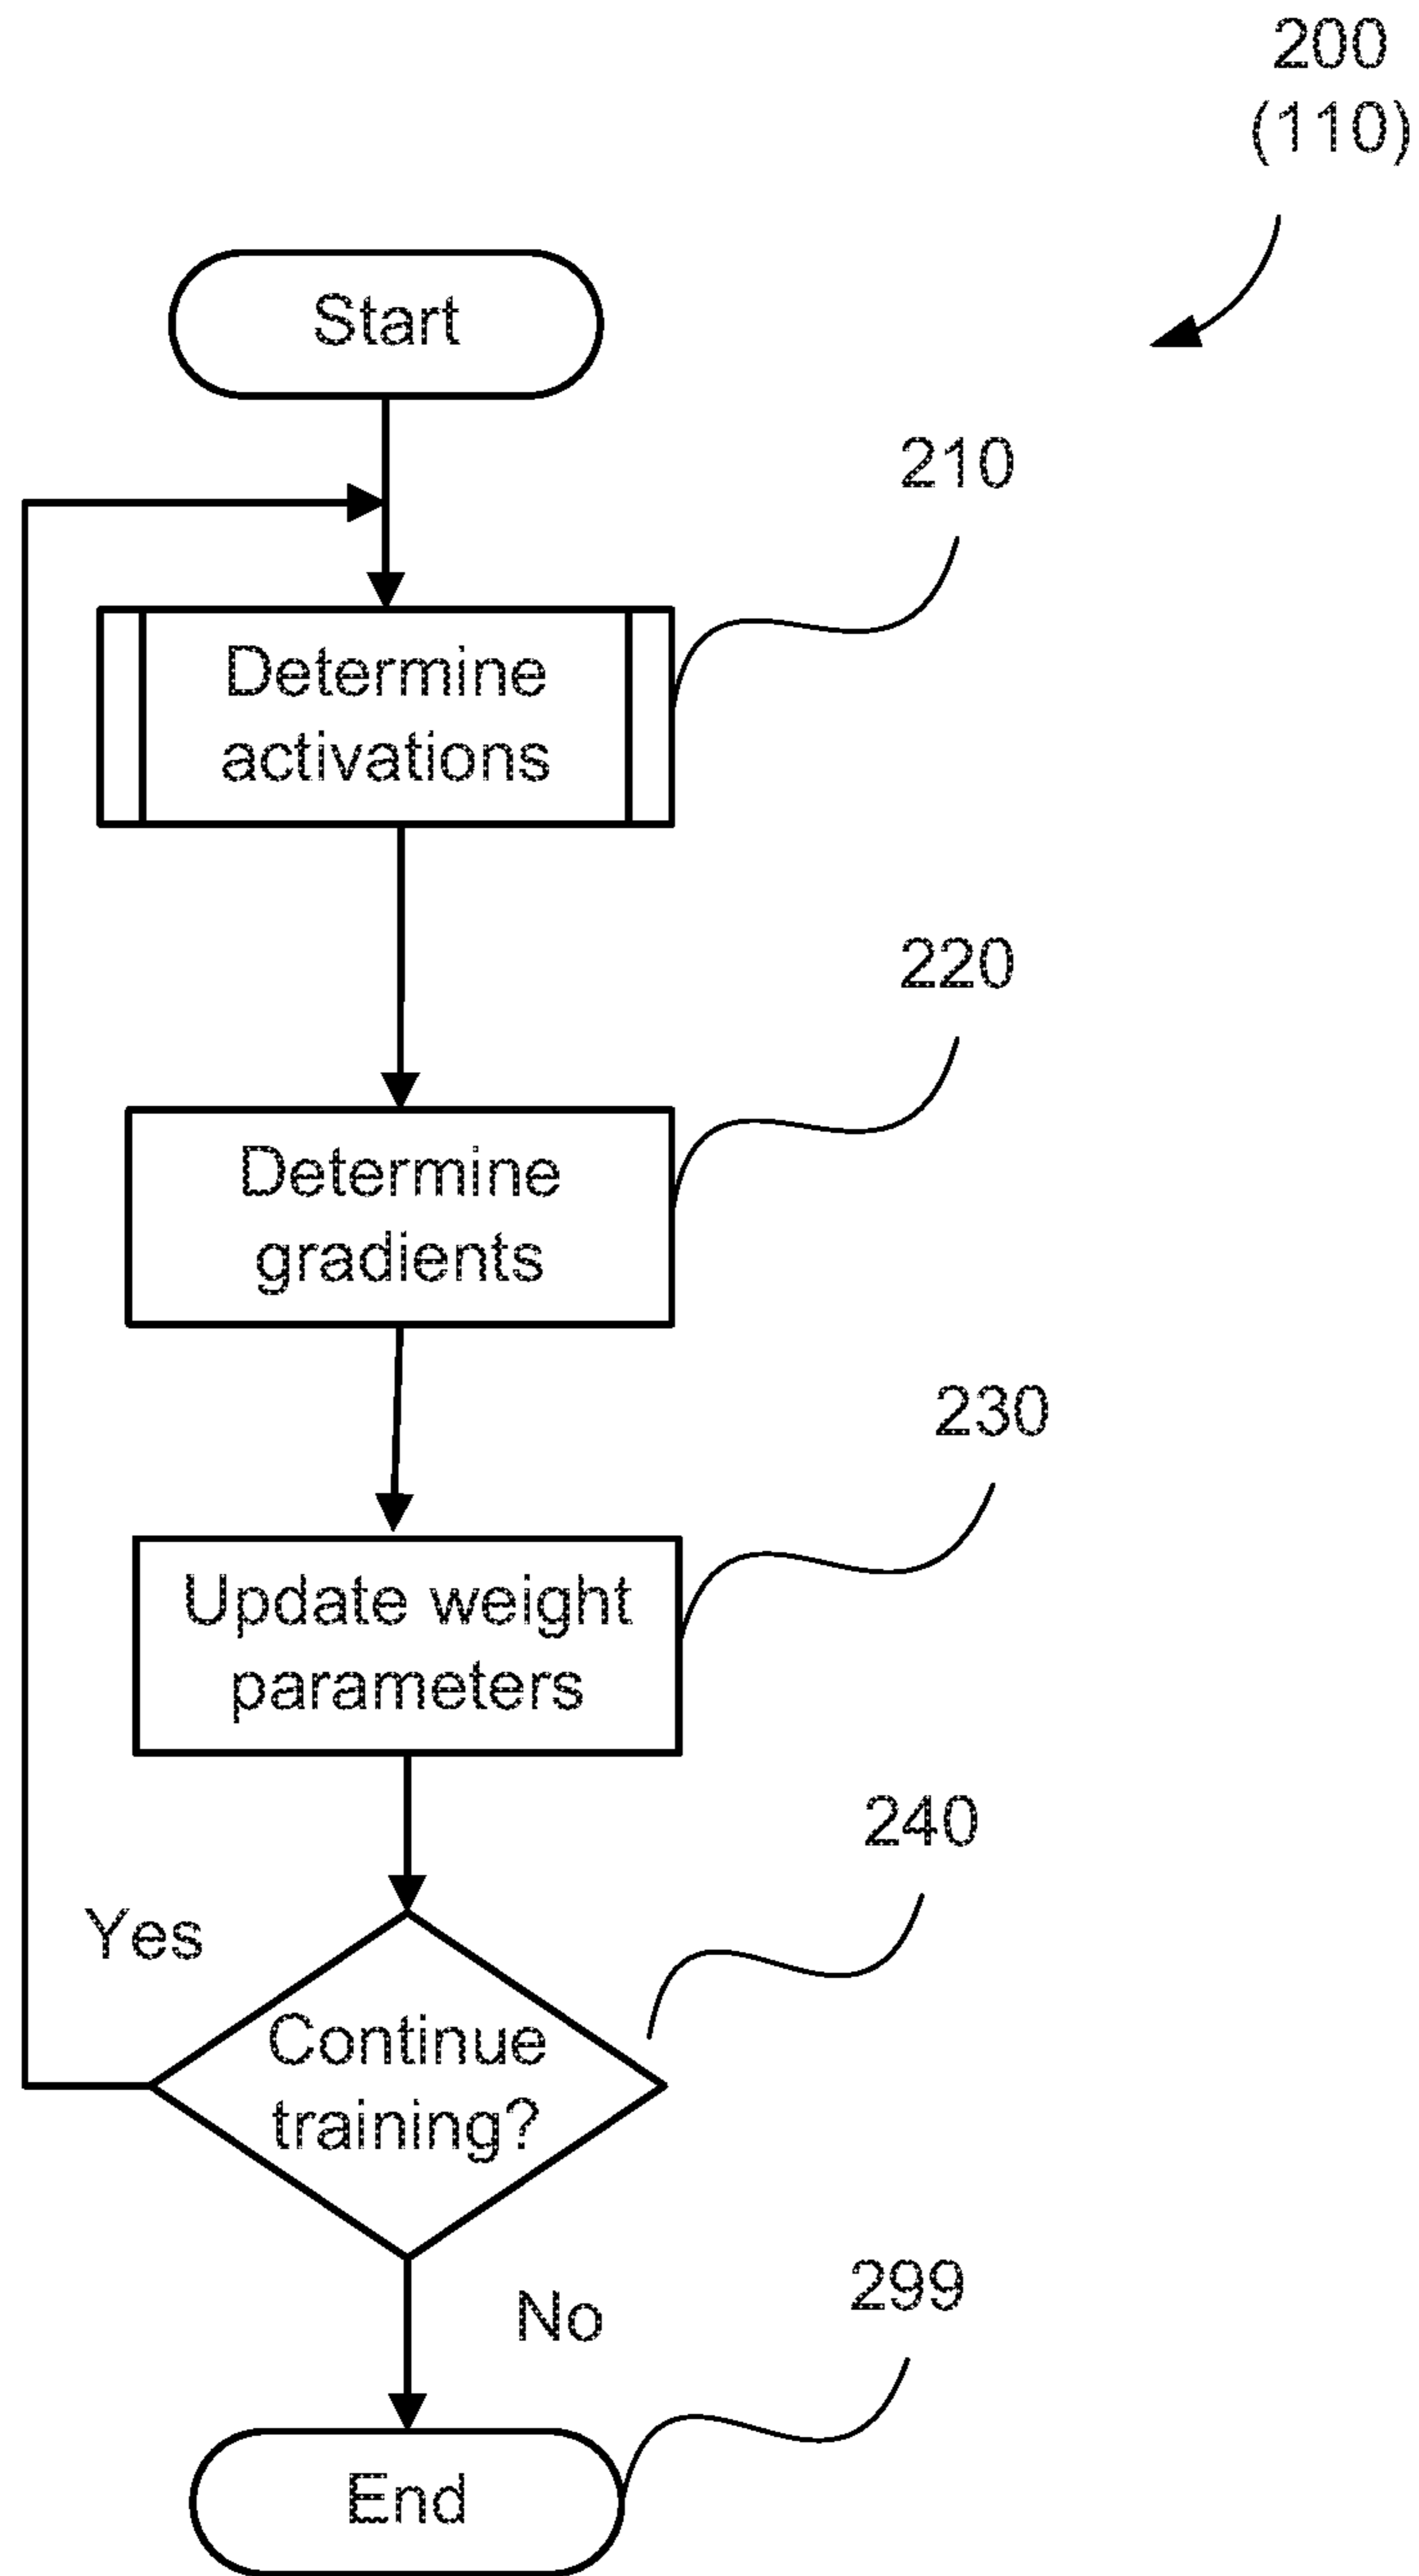 200
(110)
Start
210
Determine
activations
220
Determine
gradients
230
Update weight
parameters
240
Yes
Continue
training?
299
No
End